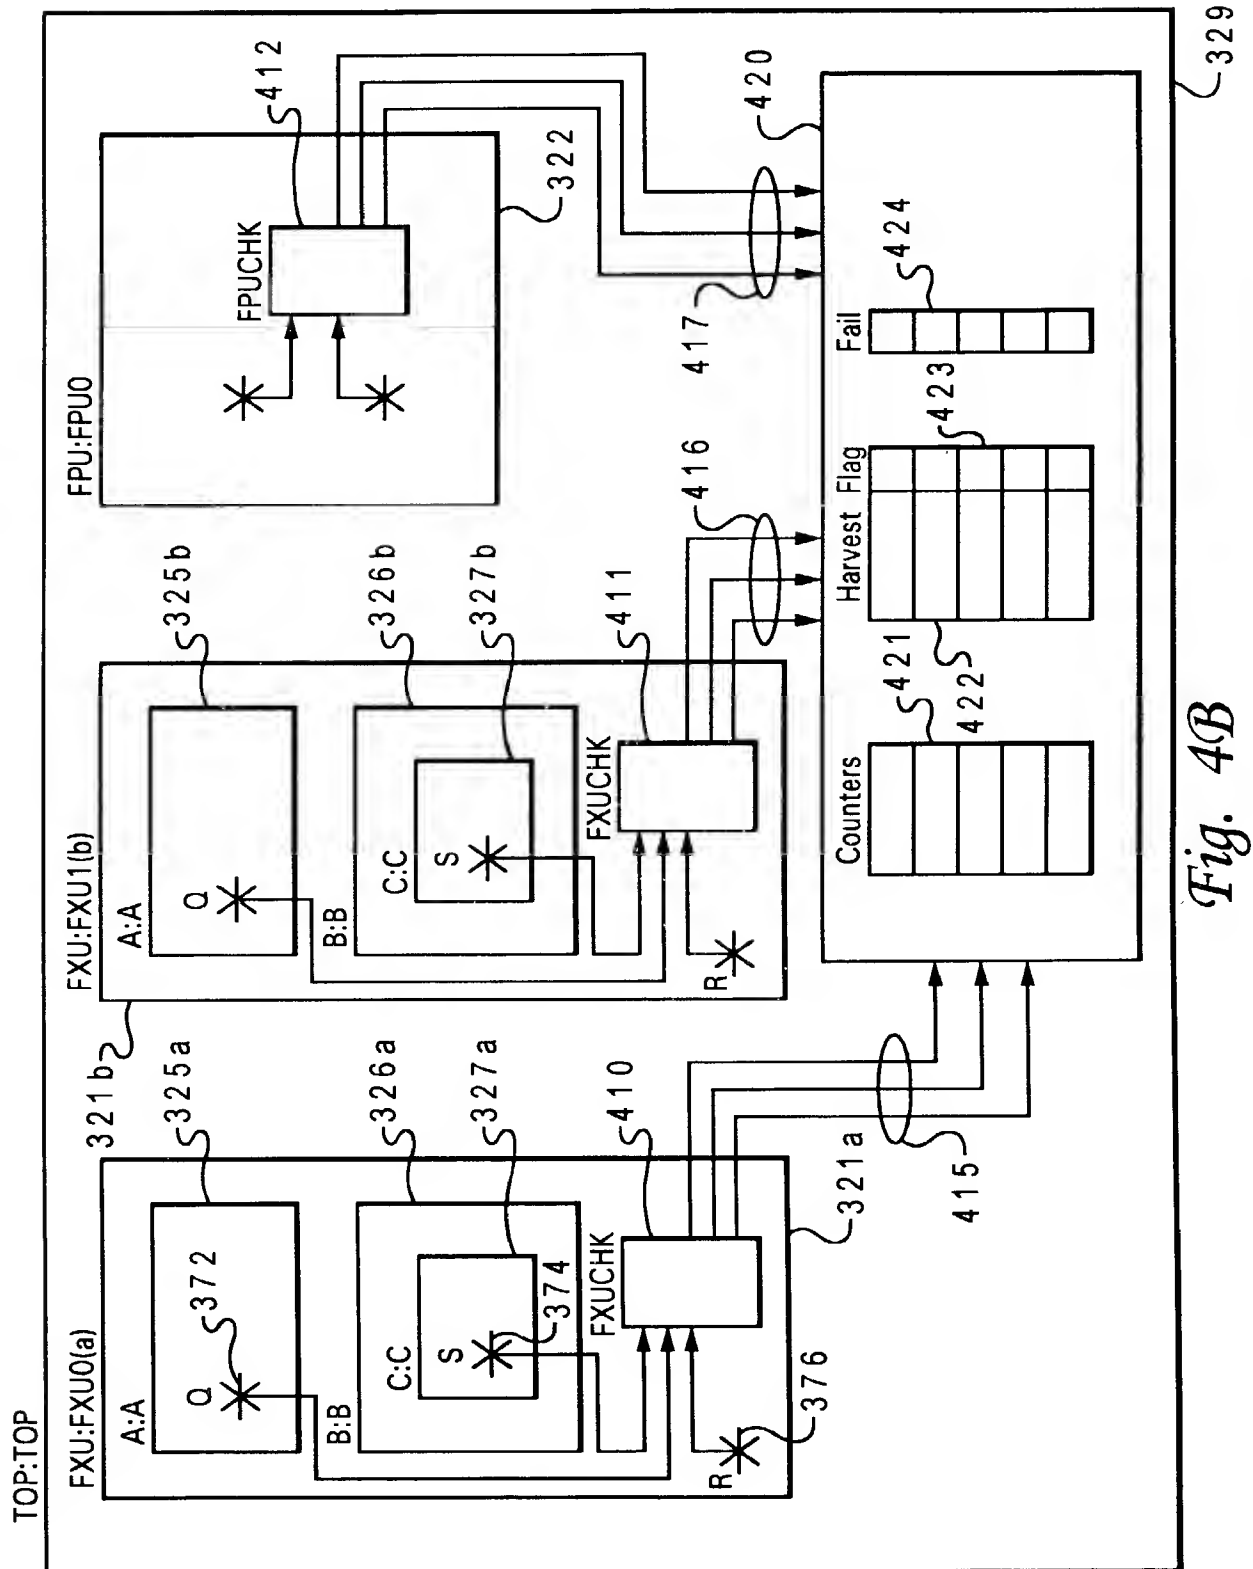 TOP:TOP
FXU:FXU0(a)
321b
FXU:FXU1(b)
FPU:FPU0
A:A
Q
372
325a
A:A
Q
325b
FPUCHK
412
B:B
C:C
S
374
326a
327a
B:B
C:C
S
326b
327b
322
FXUCHK
410
R
376
321a
FXUCHK
411
R
415
416
417
420
Counters
421
Harvest
422
Flag
423
Fail
424
329
Fig. 4B